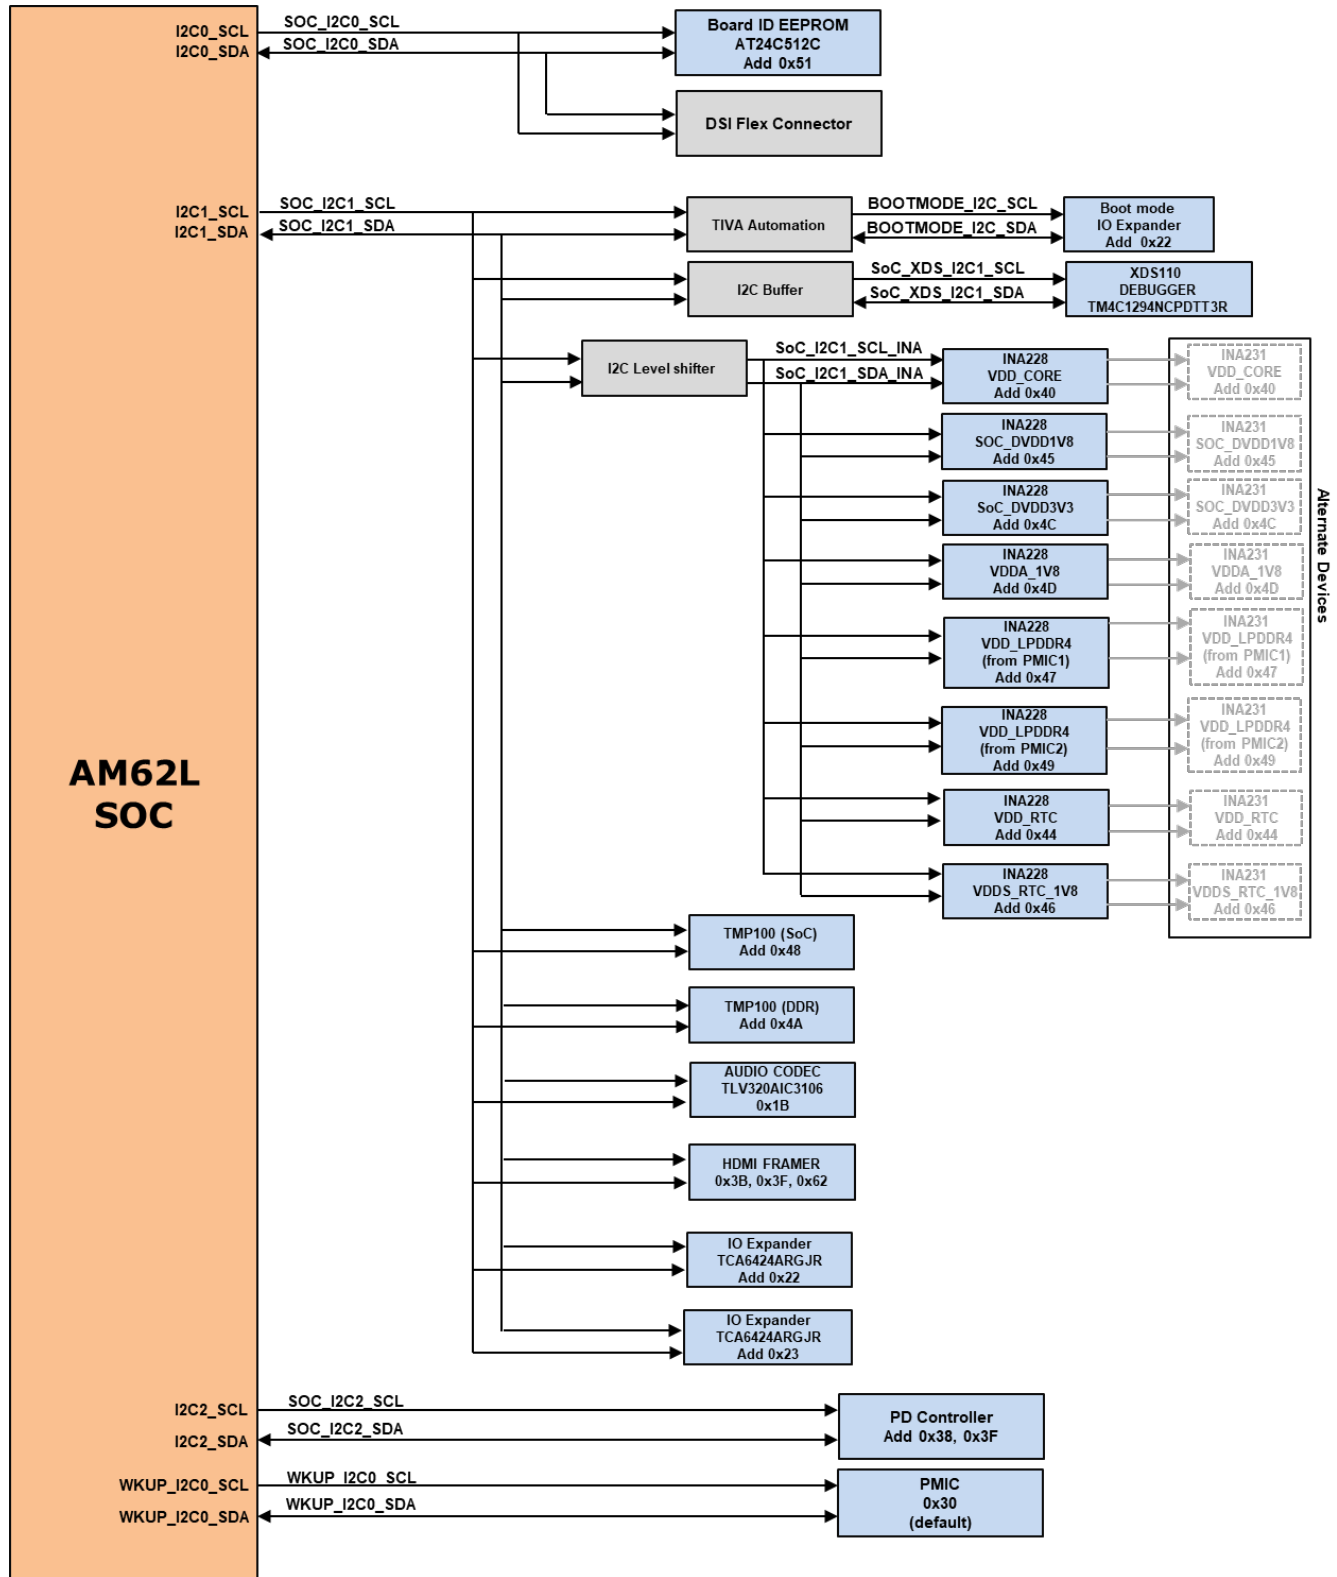 I2C0_SCL
I2C0_SDA
SOC_I2C0_SCL
SOC_I2C0_SDA
Board ID EEPROM
AT24C512C
Add 0x51
DSI Flex Connector
I2C1_SCL
I2C1_SDA
SOC_I2C1_SCL
SOC_I2C1_SDA
TIVA Automation
BOOTMODE_I2C_SCL
BOOTMODE_I2C_SDA
Boot mode
IO Expander
Add 0x22
I2C Buffer
SoC_XDS_I2C1_SCL
SoC_XDS_I2C1_SDA
XDS110
DEBUGGER
TM4C1294NCPDTT3R
I2C Level shifter
SoC_I2C1_SCL_INA
SoC_I2C1_SDA_INA
INA228
VDD_CORE
Add 0x40
INA231
VDD_CORE
Add 0x40
INA228
SOC_DVDD1V8
Add 0x45
INA231
SOC_DVDD1V8
Add 0x45
INA228
SoC_DVDD3V3
Add 0x4C
INA231
SOC_DVDD3V3
Add 0x4C
INA228
VDDA_1V8
Add 0x4D
INA231
VDDA_1V8
Add 0x4D
INA228
VDD_LPDDR4
(from PMIC1)
Add 0x47
INA231
VDD_LPDDR4
(from PMIC1)
Add 0x47
INA228
VDD_LPDDR4
(from PMIC2)
Add 0x49
INA231
VDD_LPDDR4
(from PMIC2)
Add 0x49
INA228
VDD_RTC
Add 0x44
INA231
VDD_RTC
Add 0x44
INA228
VDDS_RTC_1V8
Add 0x46
INA231
VDDS_RTC_1V8
Add 0x46
Alternate Devices
AM62L
SOC
TMP100 (SoC)
Add 0x48
TMP100 (DDR)
Add 0x4A
AUDIO CODEC
TLV320AIC3106
0x1B
HDMI FRAMER
0x3B, 0x3F, 0x62
IO Expander
TCA6424ARGJR
Add 0x22
IO Expander
TCA6424ARGJR
Add 0x23
I2C2_SCL
I2C2_SDA
SOC_I2C2_SCL
SOC_I2C2_SDA
PD Controller
Add 0x38, 0x3F
WKUP_I2C0_SCL
WKUP_I2C0_SDA
WKUP_I2C0_SCL
WKUP_I2C0_SDA
PMIC
0x30
(default)